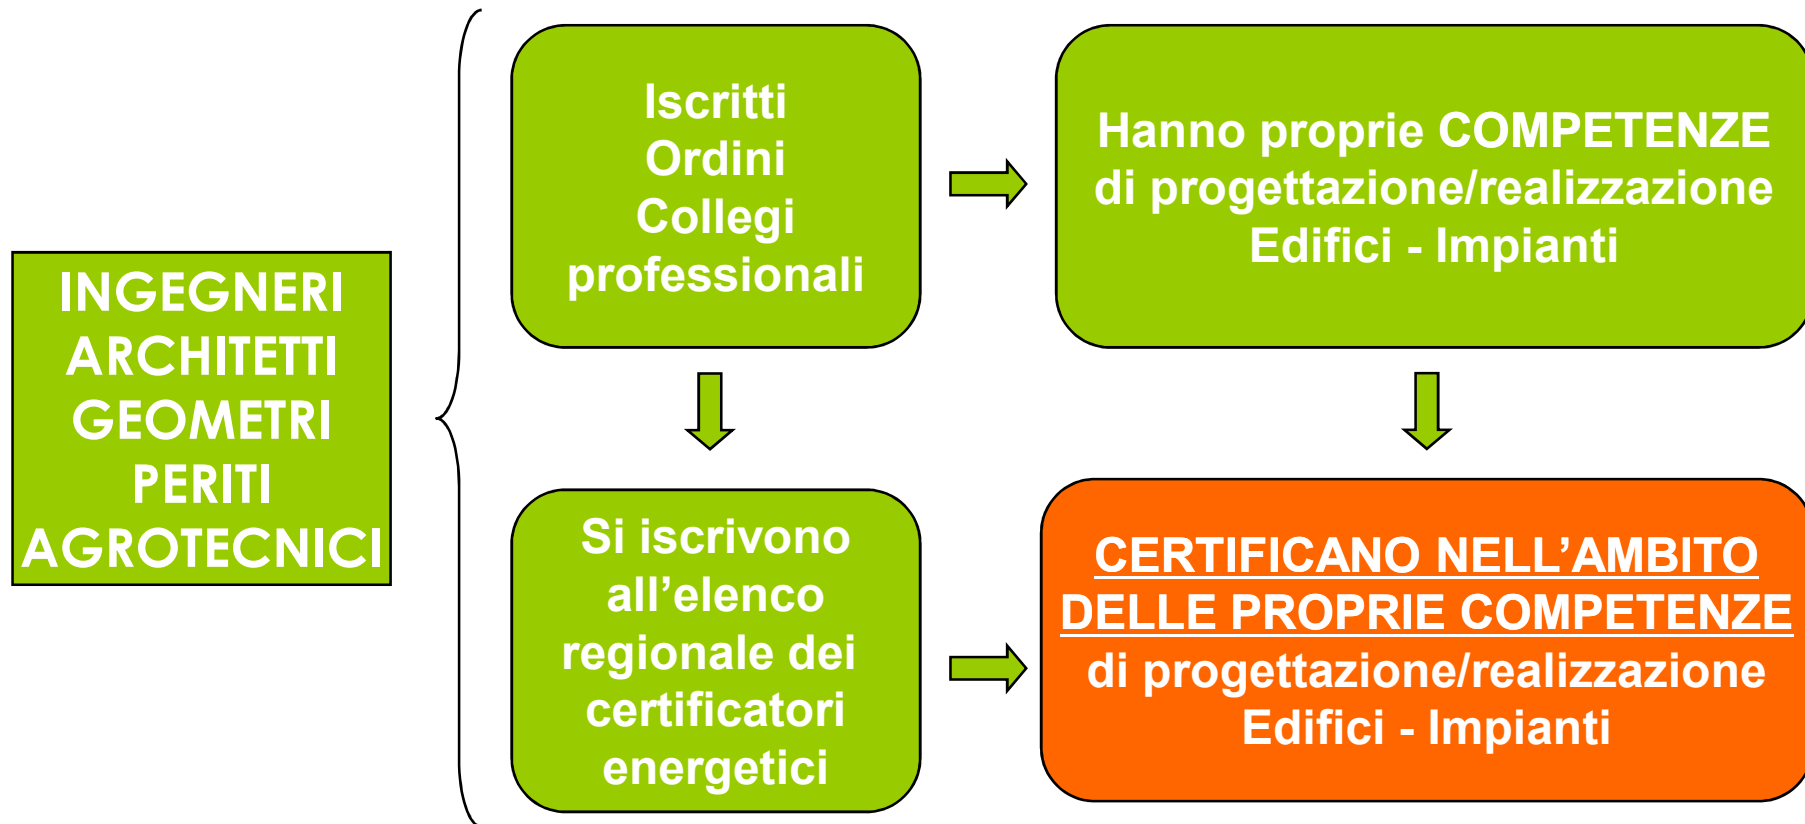 INGEGNERI
ARCHITETTI
GEOMETRI
PERITI
AGROTECNICI
Iscritti
Ordini
Collegi
professionali
Hanno proprie COMPETENZE
di progettazione/realizzazione
Edifici - Impianti
Si iscrivono
all’elenco
regionale dei
certificatori
energetici
CERTIFICANO NELL’AMBITO
DELLE PROPRIE COMPETENZE
di progettazione/realizzazione
Edifici - Impianti